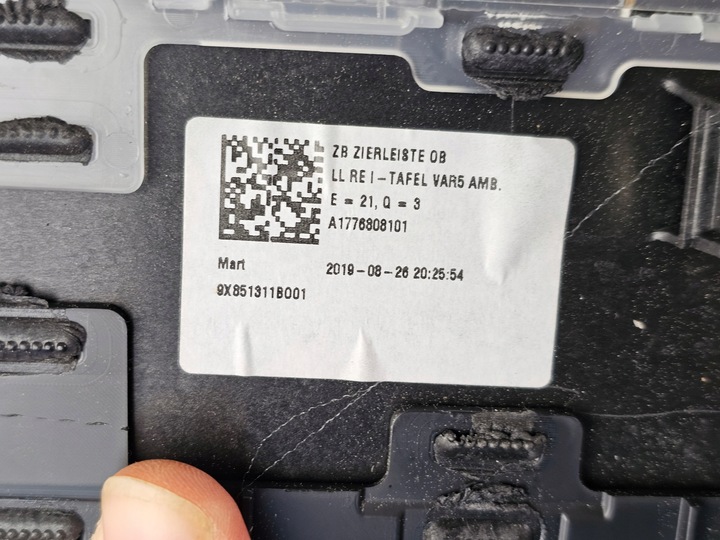 ZB ZIERLEISTE OB
LL RE I-TAFEL VAR5 AMB.
E = 21, Q = 3
A1776808101
Mart
2019-08-26 20:25:54
9X851311B001